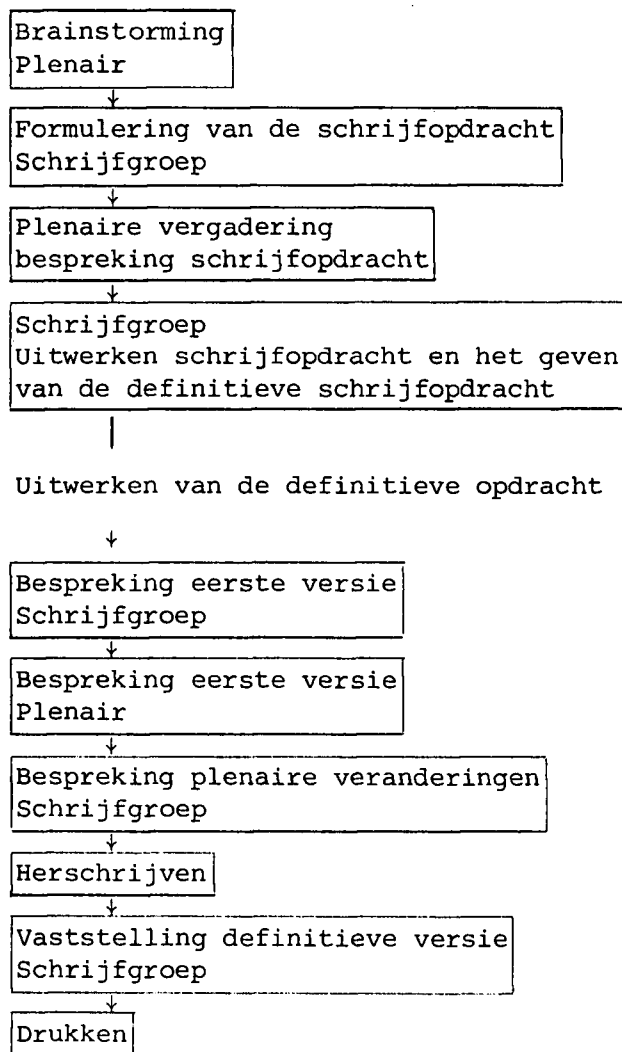 Brainstorming
Plenair
Formulering van de schrijfopdracht
Schrijfgroep
Plenaire vergadering
bespreking schrijfopdracht
Schrijfgroep
Uitwerken schrijfopdracht en het geven
van de definitieve schrijfopdracht
Uitwerken van de definitieve opdracht
Bespreking eerste versie
Schrijfgroep
Bespreking eerste versie
Plenair
Bespreking plenaire veranderingen
Schrijfgroep
Herschrijven
Vaststelling definitieve versie
Schrijfgroep
Drukken